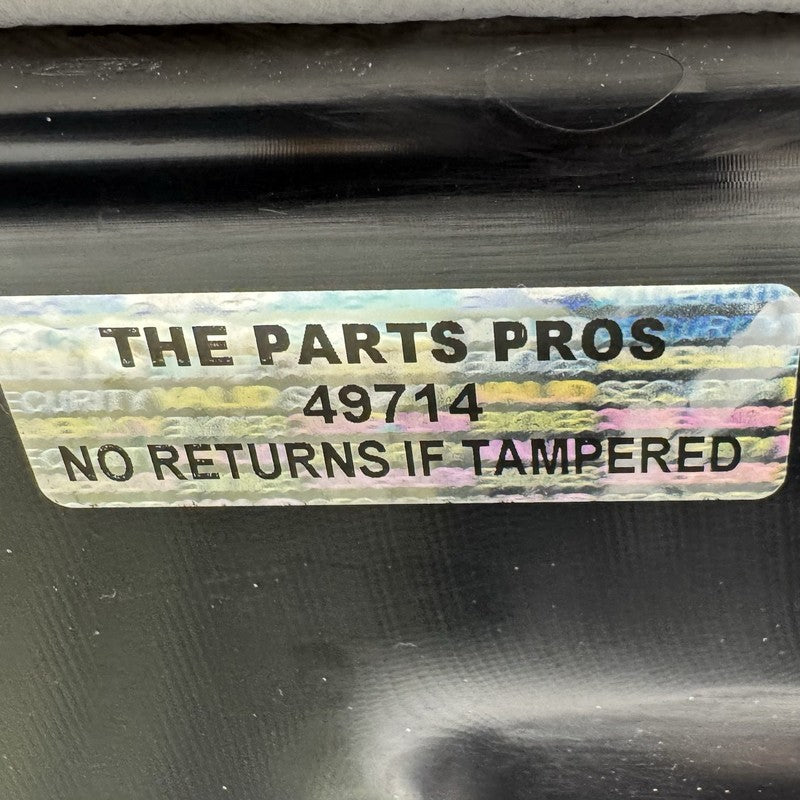 THE PARTS PROS
49714
NO RETURNS IF TAMPERED